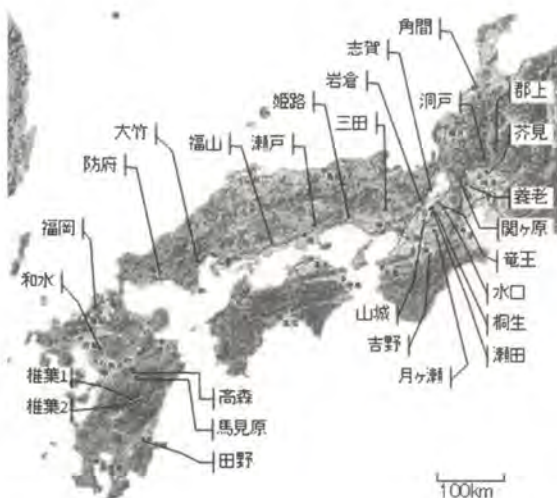 角間
志賀
郡上
岩倉
洞戸
姫路
芥見
三田
大竹
福山
瀬戸
養老
防府
関ヶ原
福岡
竜王
和水
水口
山城
桐生
吉野
瀬田
月ヶ瀬
椎葉1
高森
椎葉2
馬見原
田野
100km